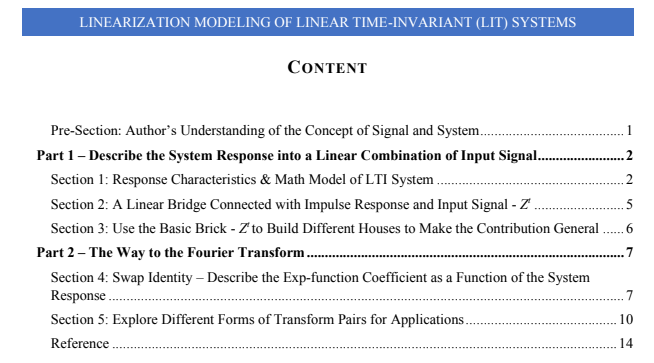 LINEARIZATION MODELING OF LINEAR TIME-INVARIANT (LIT) SYSTEMS
CONTENT
Pre-Section: Author's Understanding of the Concept of Signal and System.......................................1
Part 1 – Describe the System Response into a Linear Combination of Input Signal........................2
Section 1: Response Characteristics & Math Model of LTI System ....................................................2
Section 2: A Linear Bridge Connected with Impulse Response and Input Signal - Zᵗ ........................5
Section 3: Use the Basic Brick - Zᵗ to Build Different Houses to Make the Contribution General ......6
Part 2 – The Way to the Fourier Transform.......................................................................................7
Section 4: Swap Identity – Describe the Exp-function Coefficient as a Function of the System
Response ................................................................................................................................................7
Section 5: Explore Different Forms of Transform Pairs for Applications..........................................10
Reference .............................................................................................................................................14